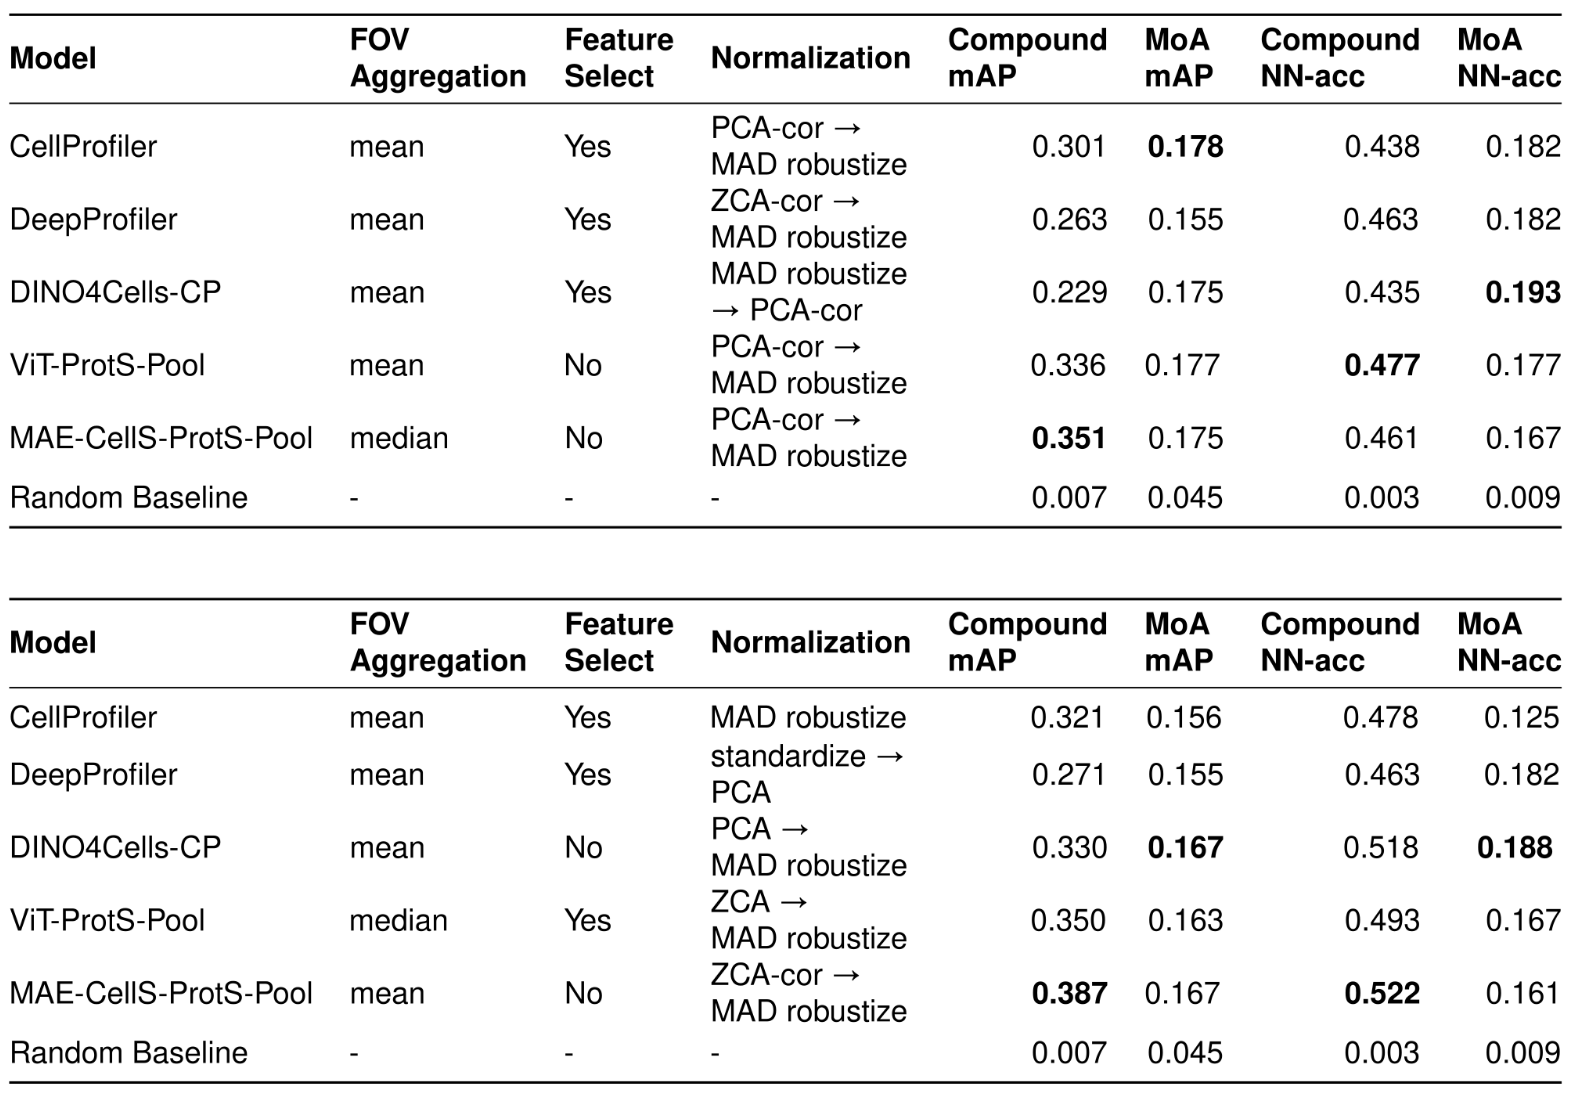 Model FOV Aggregation Feature Select Normalization Compound mAP MoA mAP Compound NN-acc MoA NN-acc
CellProfiler mean Yes PCA-cor → MAD robustize 0.301 0.178 0.438 0.182
DeepProfiler mean Yes ZCA-cor → MAD robustize 0.263 0.155 0.463 0.182
DINO4Cells-CP mean Yes MAD robustize → PCA-cor 0.229 0.175 0.435 0.193
ViT-ProtS-Pool mean No PCA-cor → MAD robustize 0.336 0.177 0.477 0.177
MAE-CellS-ProtS-Pool median No PCA-cor → MAD robustize 0.351 0.175 0.461 0.167
Random Baseline - - - 0.007 0.045 0.003 0.009
Model FOV Aggregation Feature Select Normalization Compound mAP MoA mAP Compound NN-acc MoA NN-acc
CellProfiler mean Yes MAD robustize 0.321 0.156 0.478 0.125
DeepProfiler mean Yes standardize → PCA 0.271 0.155 0.463 0.182
DINO4Cells-CP mean No PCA → MAD robustize 0.330 0.167 0.518 0.188
ViT-ProtS-Pool median Yes ZCA → MAD robustize 0.350 0.163 0.493 0.167
MAE-CellS-ProtS-Pool mean No ZCA-cor → MAD robustize 0.387 0.167 0.522 0.161
Random Baseline - - - 0.007 0.045 0.003 0.009